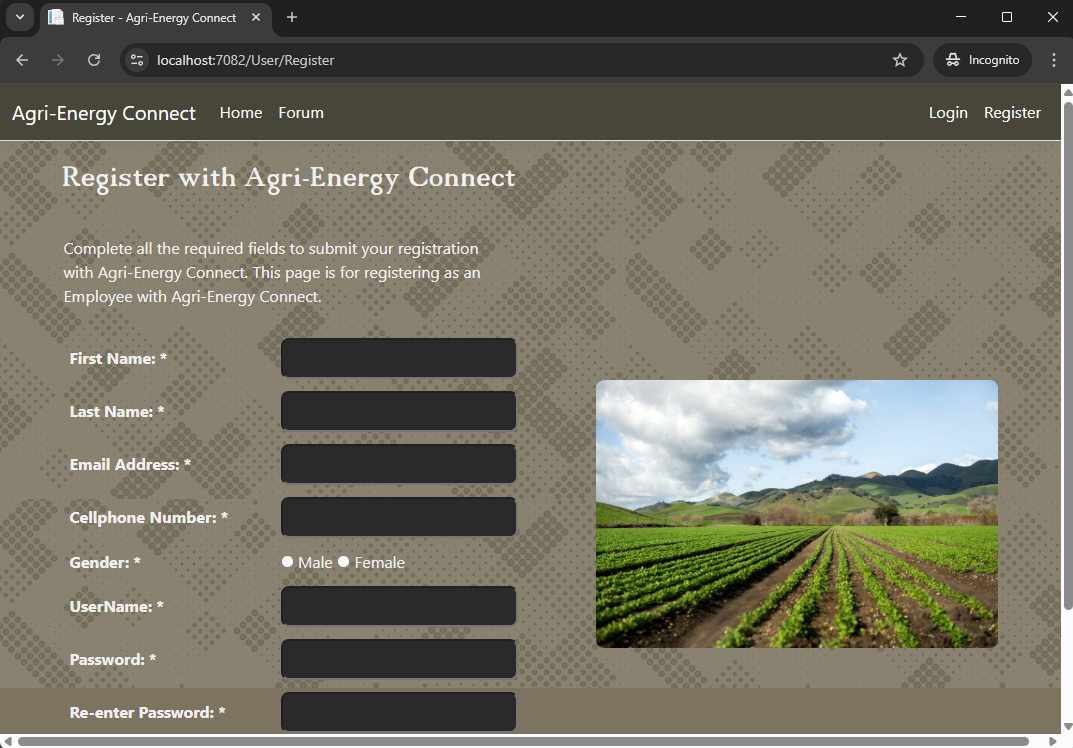 Register - Agri-Energy Connect
localhost:7082/User/Register
Incognito
Agri-Energy Connect Home Forum Login Register
Register with Agri-Energy Connect
Complete all the required fields to submit your registration
with Agri-Energy Connect. This page is for registering as an
Employee with Agri-Energy Connect.
First Name: *
Last Name: *
Email Address: *
Cellphone Number: *
Gender: * Male Female
UserName: *
Password: *
Re-enter Password: *